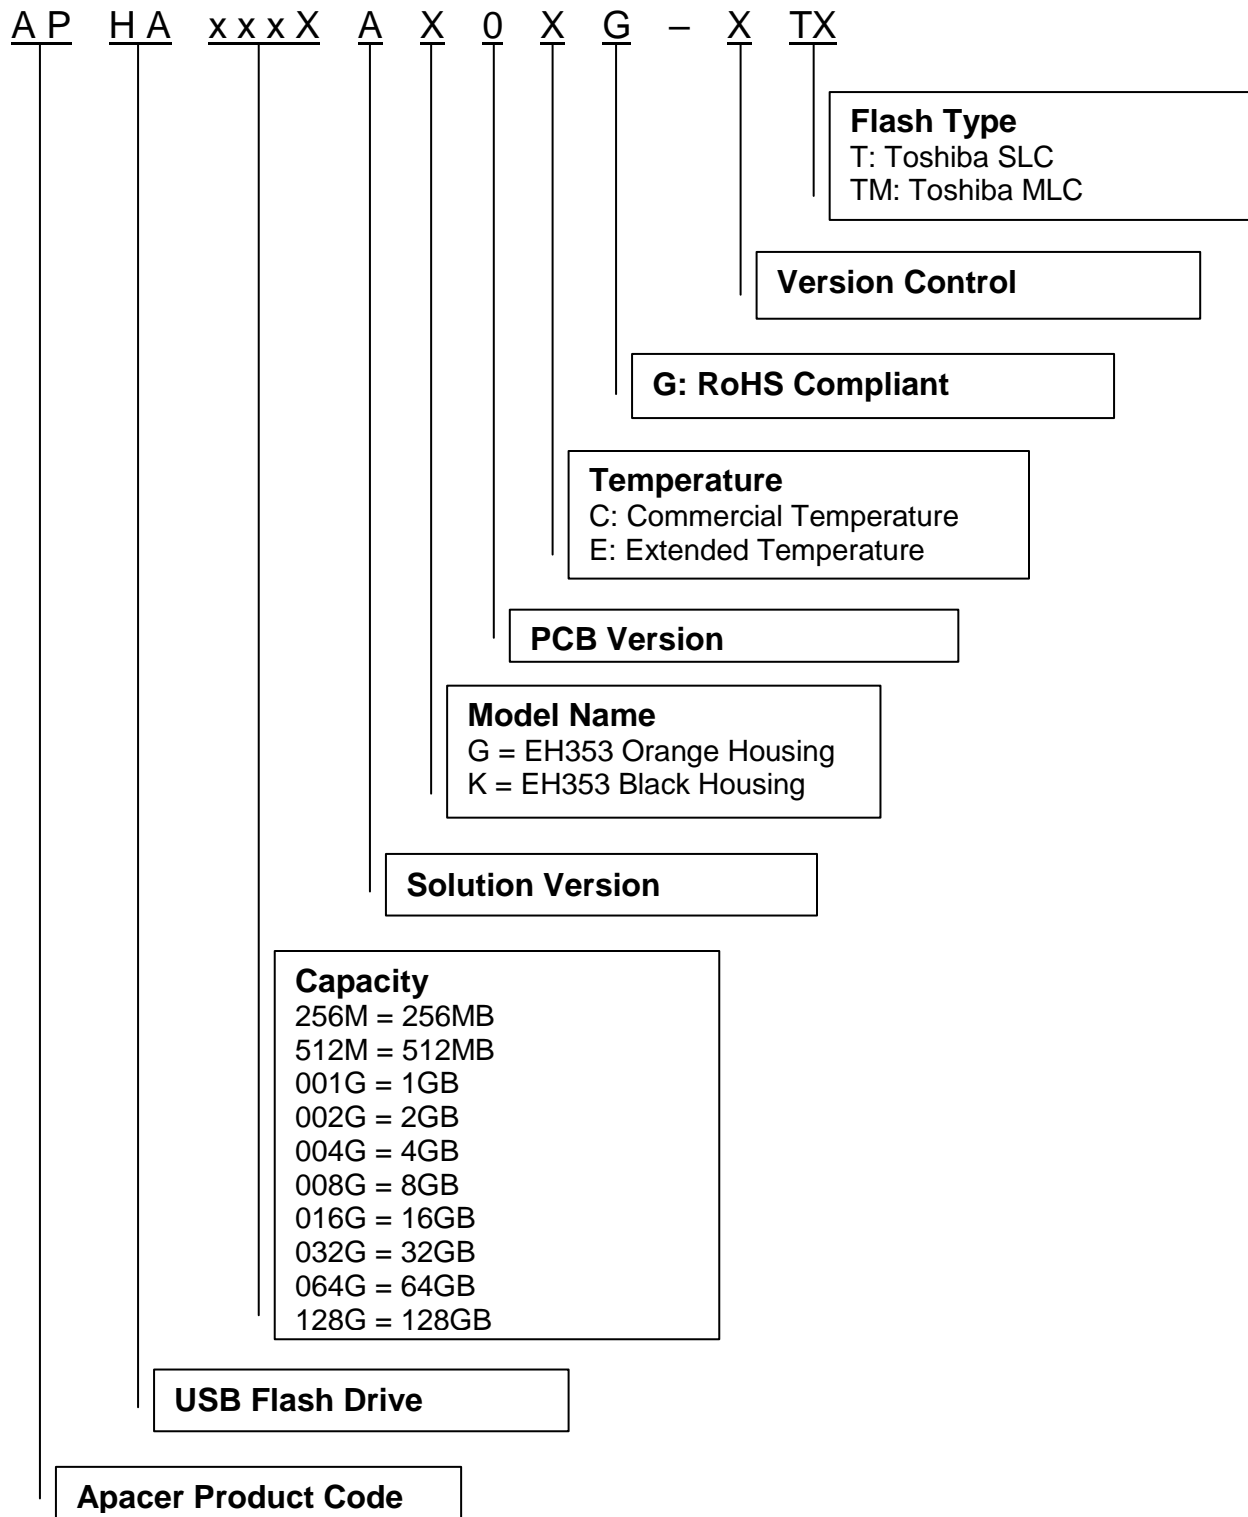 AP HA xxxX A X 0 X G – X TX
Flash Type
T: Toshiba SLC
TM: Toshiba MLC
Version Control
G: RoHS Compliant
Temperature
C: Commercial Temperature
E: Extended Temperature
PCB Version
Model Name
G = EH353 Orange Housing
K = EH353 Black Housing
Solution Version
Capacity
256M = 256MB
512M = 512MB
001G = 1GB
002G = 2GB
004G = 4GB
008G = 8GB
016G = 16GB
032G = 32GB
064G = 64GB
128G = 128GB
USB Flash Drive
Apacer Product Code